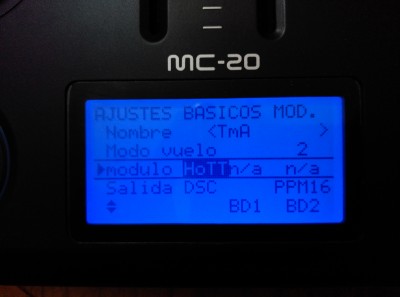 MC-20
AJUSTES BASICOS MOD.
Nombre <TmA >
Modo vuelo 2
modulo HoTT n/a n/a
Salida DSC PPM16
BD1 BD2